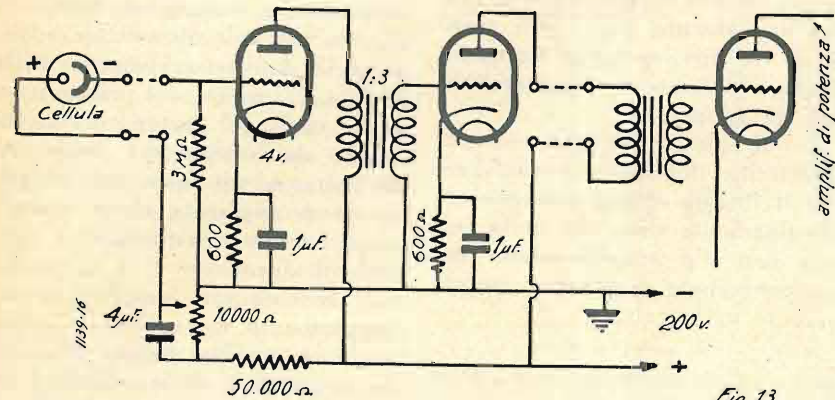 + -
Cellula
3 MΩ
4 v.
600
1 µF.
1:3
600 Ω
1 µF.
amplif di potenza
4 µF.
10000 Ω
1139-16
50.000 Ω
-
200 v.
+
Fig. 13